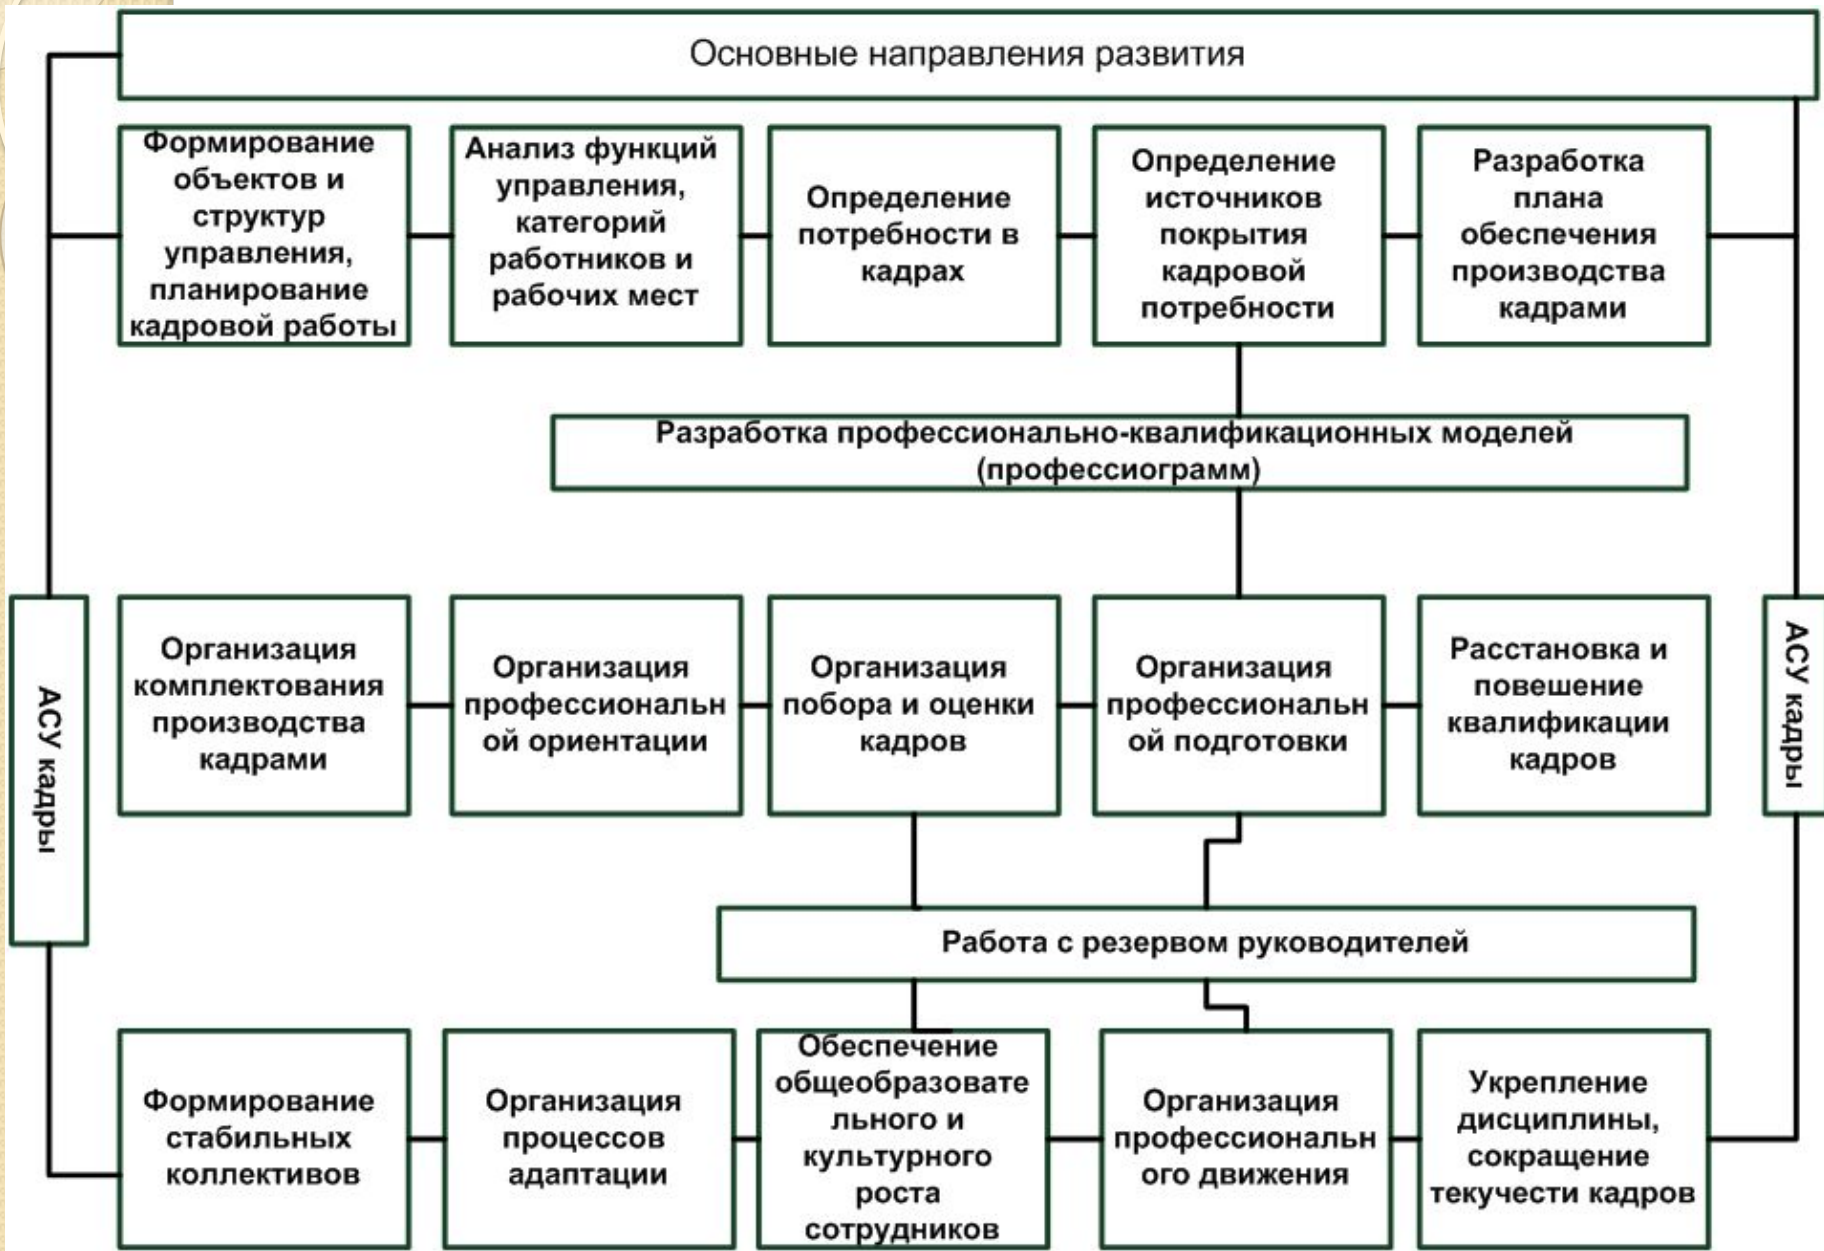 Основные направления развития
Формирование
объектов и
структур
управления,
планирование
кадровой работы
Анализ функций
управления,
категорий
работников и
рабочих мест
Определение
потребности в
кадрах
Определение
источников
покрытия
кадровой
потребности
Разработка
плана
обеспечения
производства
кадрами
Разработка профессионально-квалификационных моделей
(профессиограмм)
АСУ кадры
Организация
комплектования
производства
кадрами
Организация
профессиональн
ой ориентации
Организация
побора и оценки
кадров
Организация
профессиональн
ой подготовки
Расстановка и
повешение
квалификации
кадров
АСУ кадры
Работа с резервом руководителей
Формирование
стабильных
коллективов
Организация
процессов
адаптации
Обеспечение
общеобразовате
льного и
культурного
роста
сотрудников
Организация
профессиональн
ого движения
Укрепление
дисциплины,
сокращение
текучести кадров